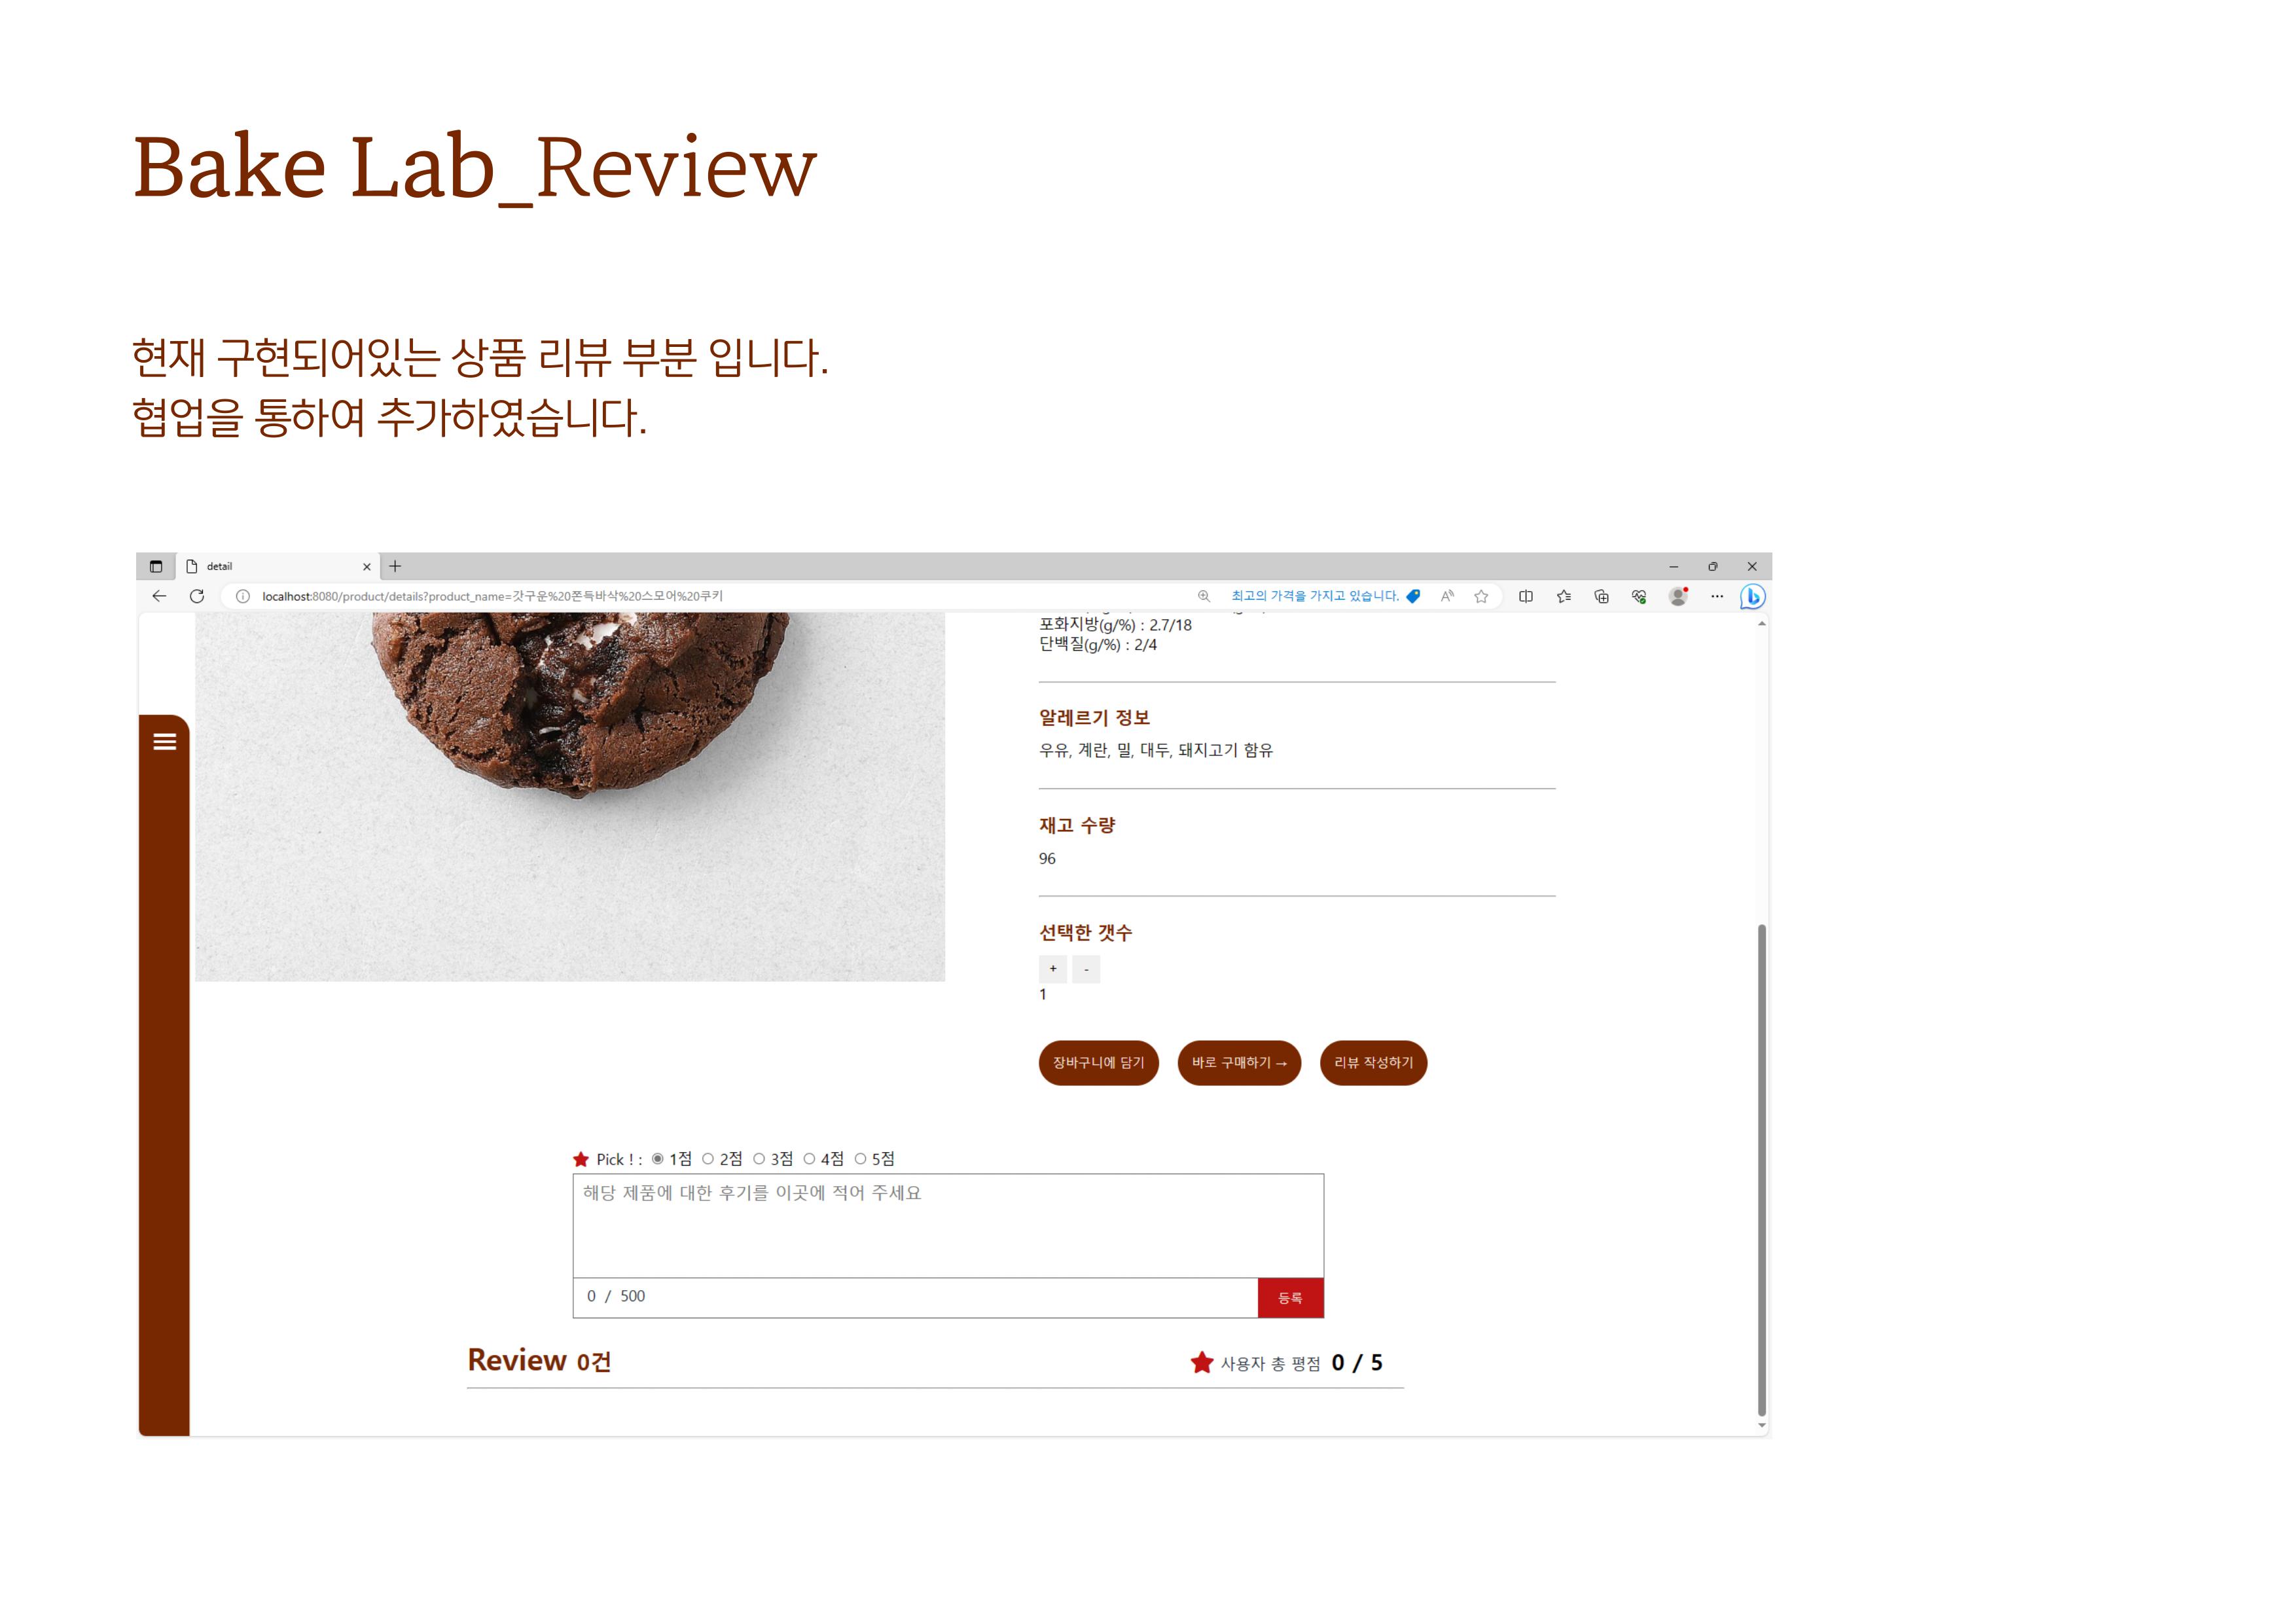 Bake Lab_Review
현재 구현되어있는 상품 리뷰 부분 입니다.
협업을 통하여 추가하였습니다.
detail
localhost:8080/product/details?product_name=갓구운%20쫀득바삭%20스모어%20쿠키
최고의 가격을 가지고 있습니다.
포화지방(g/%) : 2.7/18
단백질(g/%) : 2/4
알레르기 정보
우유, 계란, 밀, 대두, 돼지고기 함유
재고 수량
96
선택한 갯수
+ -
1
장바구니에 담기 바로 구매하기 → 리뷰 작성하기
Pick ! : 1점 2점 3점 4점 5점
해당 제품에 대한 후기를 이곳에 적어 주세요
0 / 500
등록
Review 0건
사용자 총 평점 0 / 5